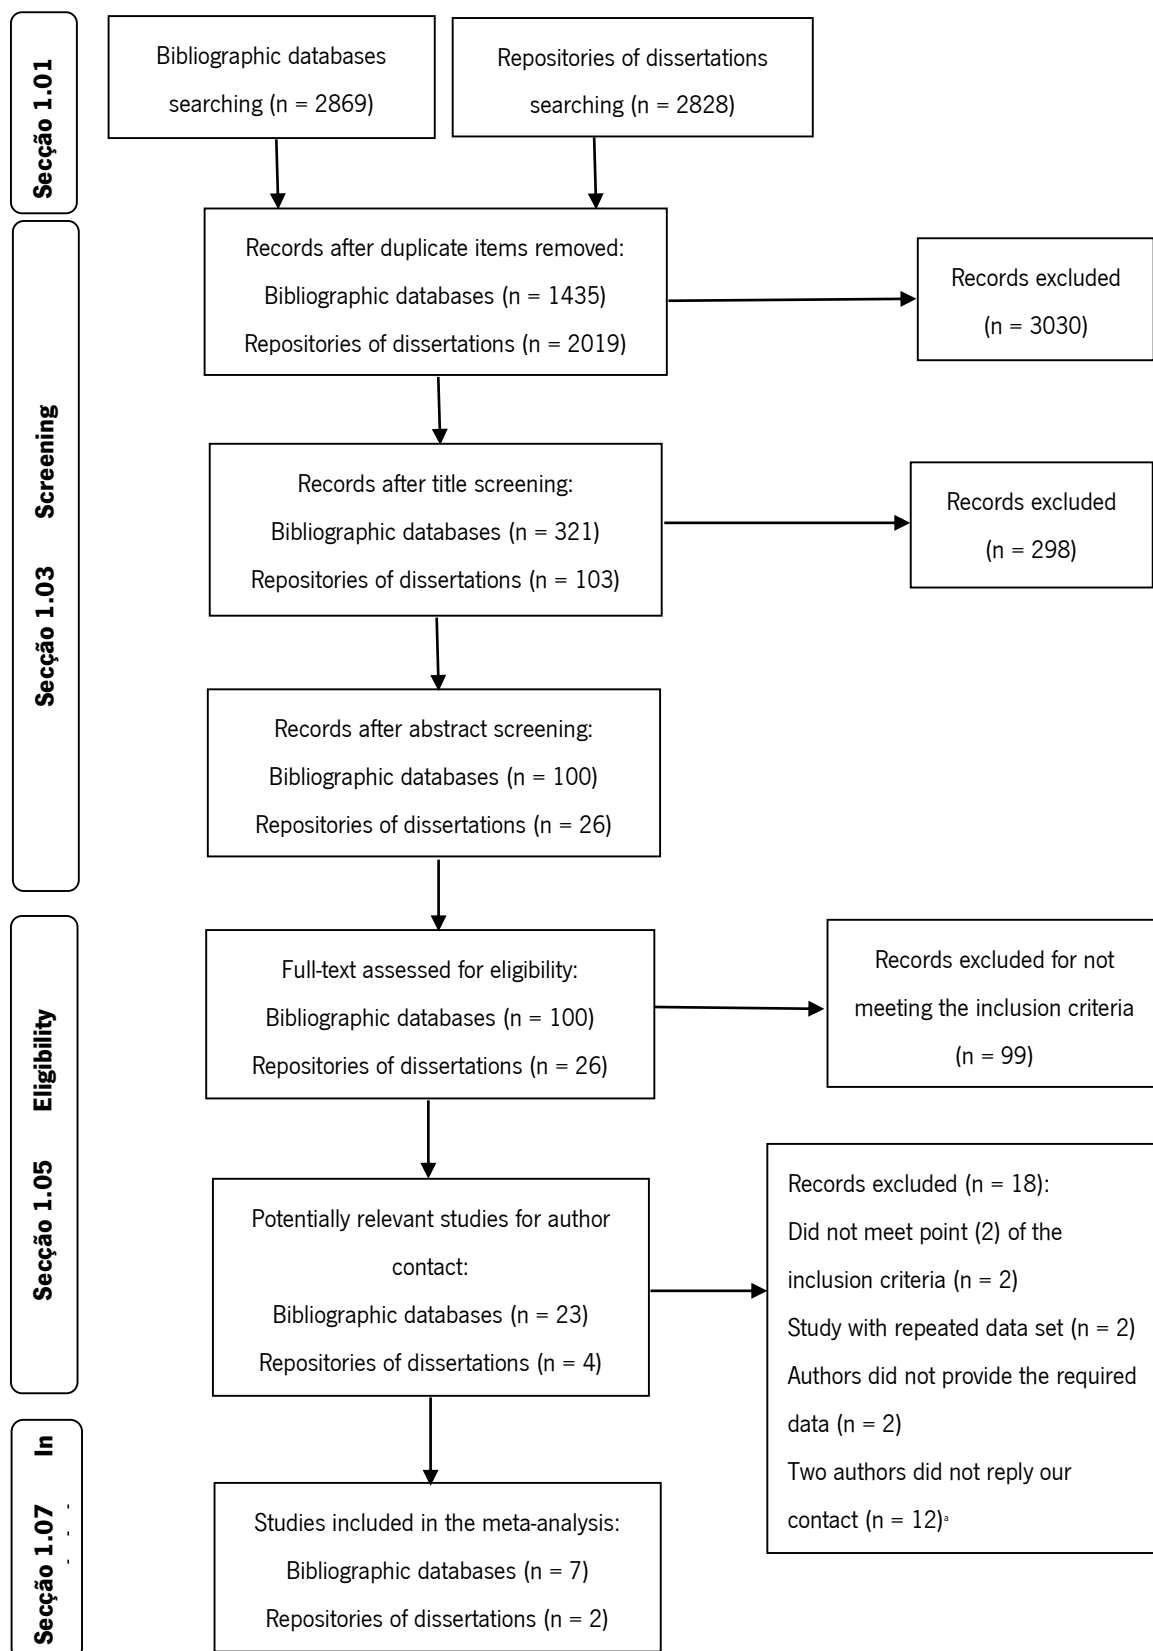 Secção 1.01
Bibliographic databases
searching (n = 2869)
Repositories of dissertations
searching (n = 2828)
Secção 1.03 Screening
Records after duplicate items removed:
Bibliographic databases (n = 1435)
Repositories of dissertations (n = 2019)
Records excluded
(n = 3030)
Records after title screening:
Bibliographic databases (n = 321)
Repositories of dissertations (n = 103)
Records excluded
(n = 298)
Records after abstract screening:
Bibliographic databases (n = 100)
Repositories of dissertations (n = 26)
Secção 1.05 Eligibility
Full-text assessed for eligibility:
Bibliographic databases (n = 100)
Repositories of dissertations (n = 26)
Records excluded for not
meeting the inclusion criteria
(n = 99)
Potentially relevant studies for author
contact:
Bibliographic databases (n = 23)
Repositories of dissertations (n = 4)
Records excluded (n = 18):
Did not meet point (2) of the
inclusion criteria (n = 2)
Study with repeated data set (n = 2)
Authors did not provide the required
data (n = 2)
Two authors did not reply our
contact (n = 12)ª
Secção 1.07 In
Studies included in the meta-analysis:
Bibliographic databases (n = 7)
Repositories of dissertations (n = 2)